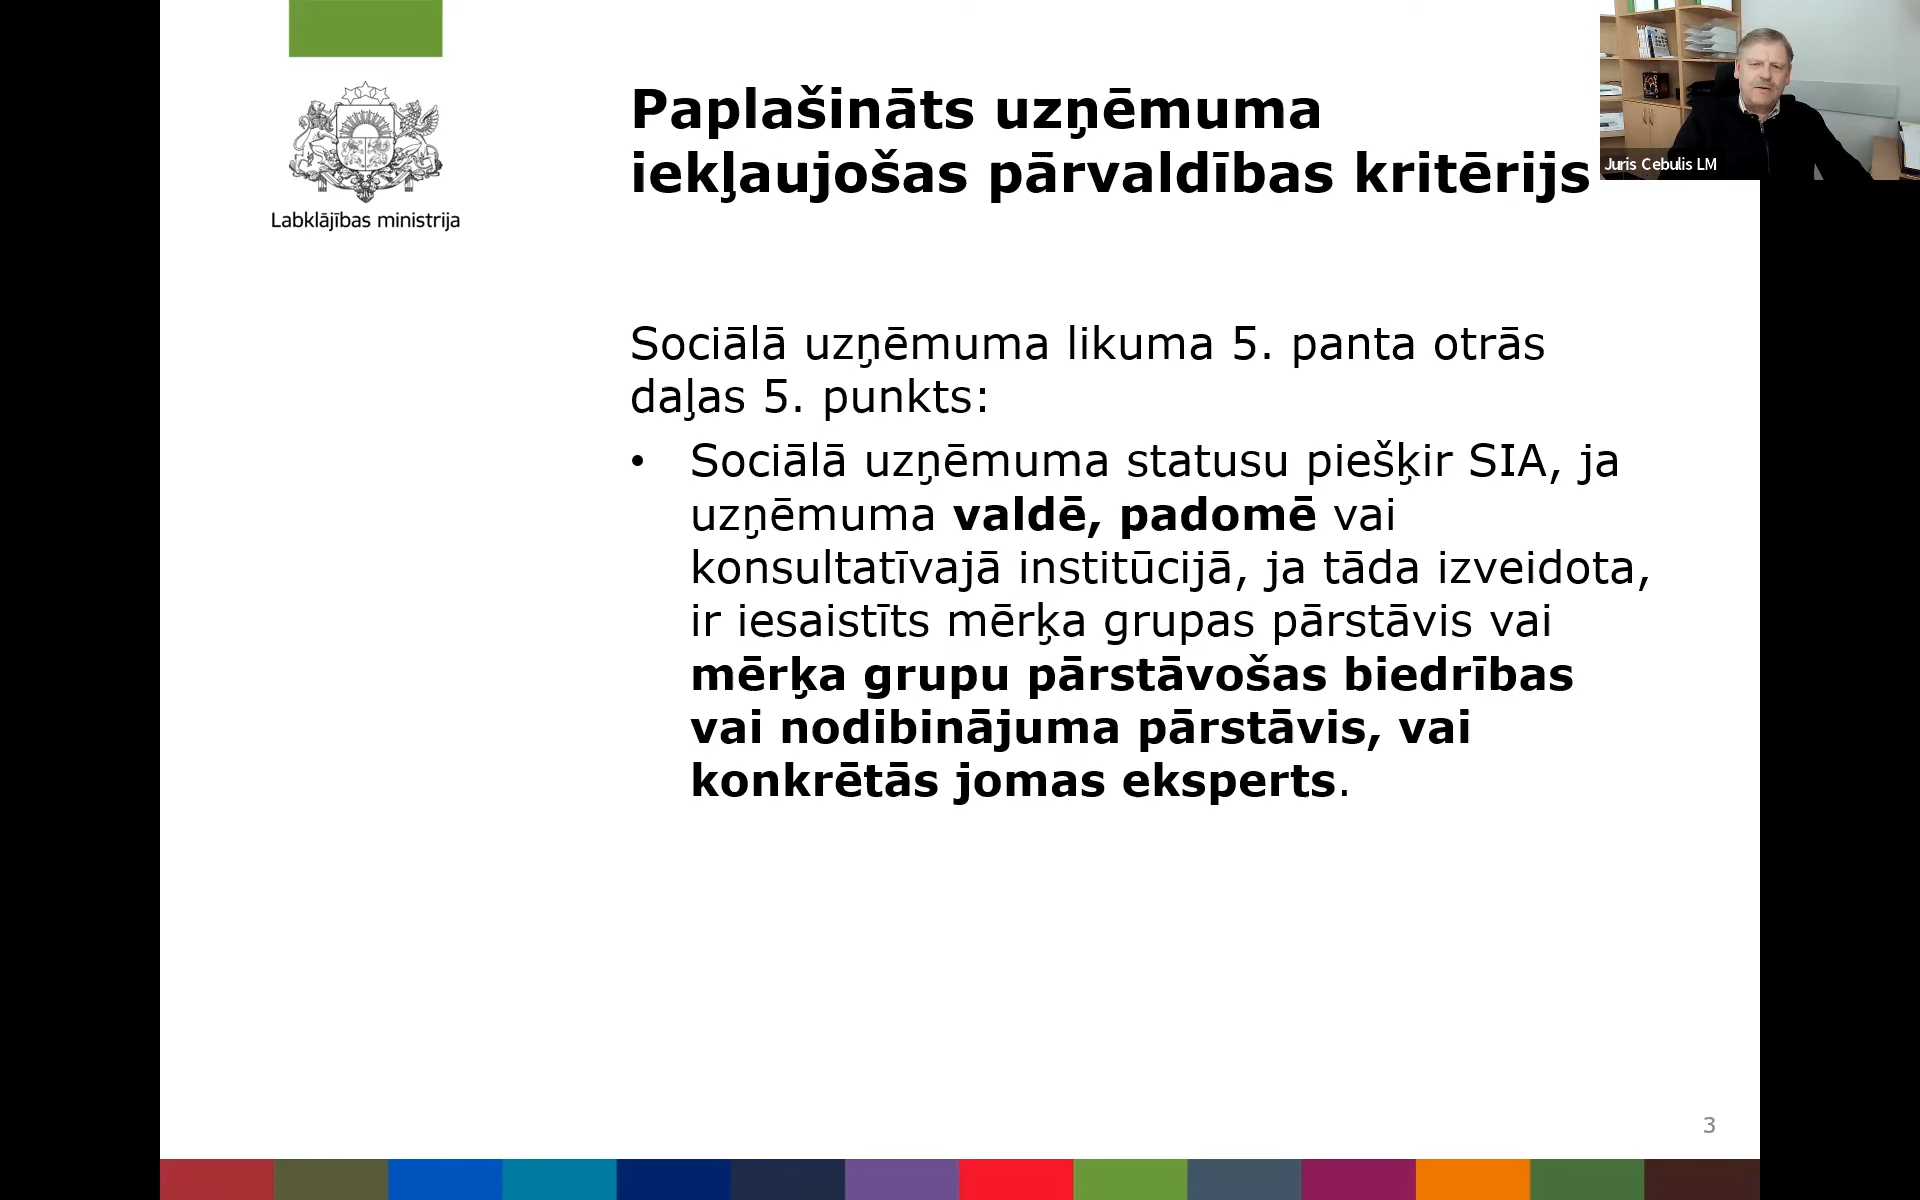 Paplašināts uzņēmuma
iekļaujošas pārvaldības kritērijs
Juris Cebulis LM
Labklājības ministrija
Sociālā uzņēmuma likuma 5. panta otrās
daļas 5. punkts:
• Sociālā uzņēmuma statusu piešķir SIA, ja
uzņēmuma valdē, padomē vai
konsultatīvajā institūcijā, ja tāda izveidota,
ir iesaistīts mērķa grupas pārstāvis vai
mērķa grupu pārstāvošas biedrības
vai nodibinājuma pārstāvis, vai
konkrētās jomas eksperts.
3